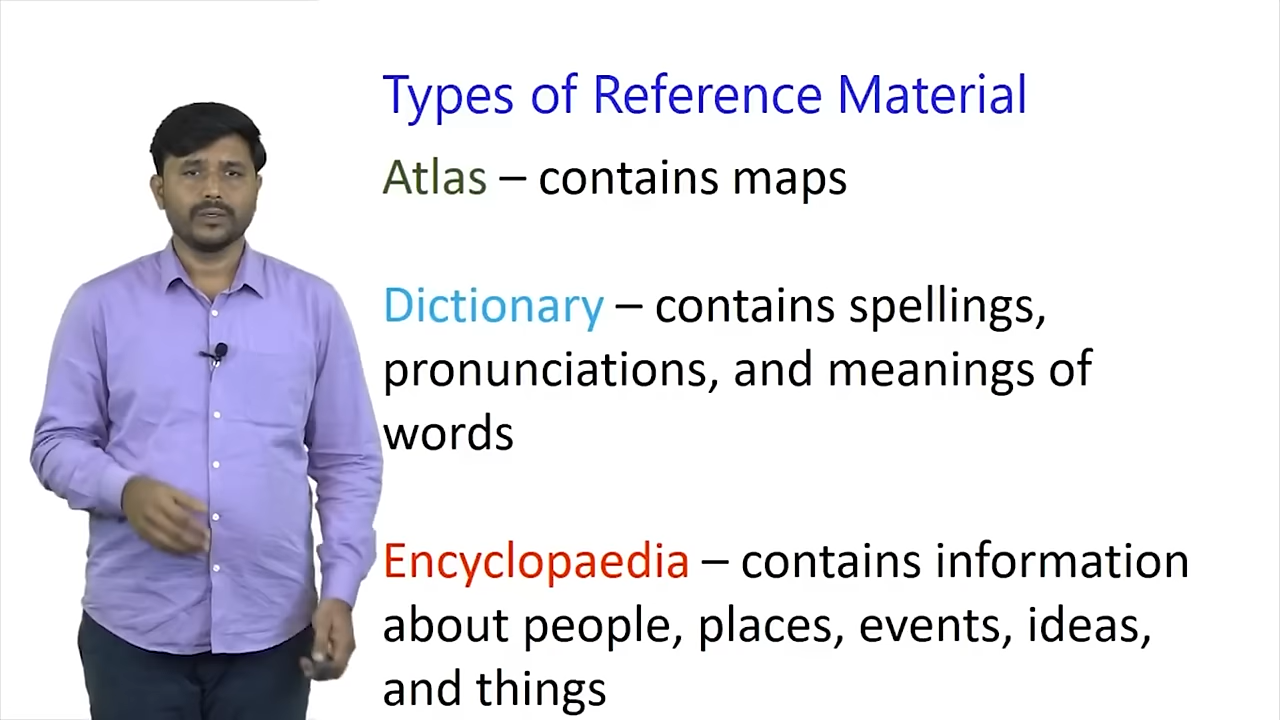 Types of Reference Material
Atlas – contains maps
Dictionary – contains spellings,
pronunciations, and meanings of
words
Encyclopaedia – contains information
about people, places, events, ideas,
and things